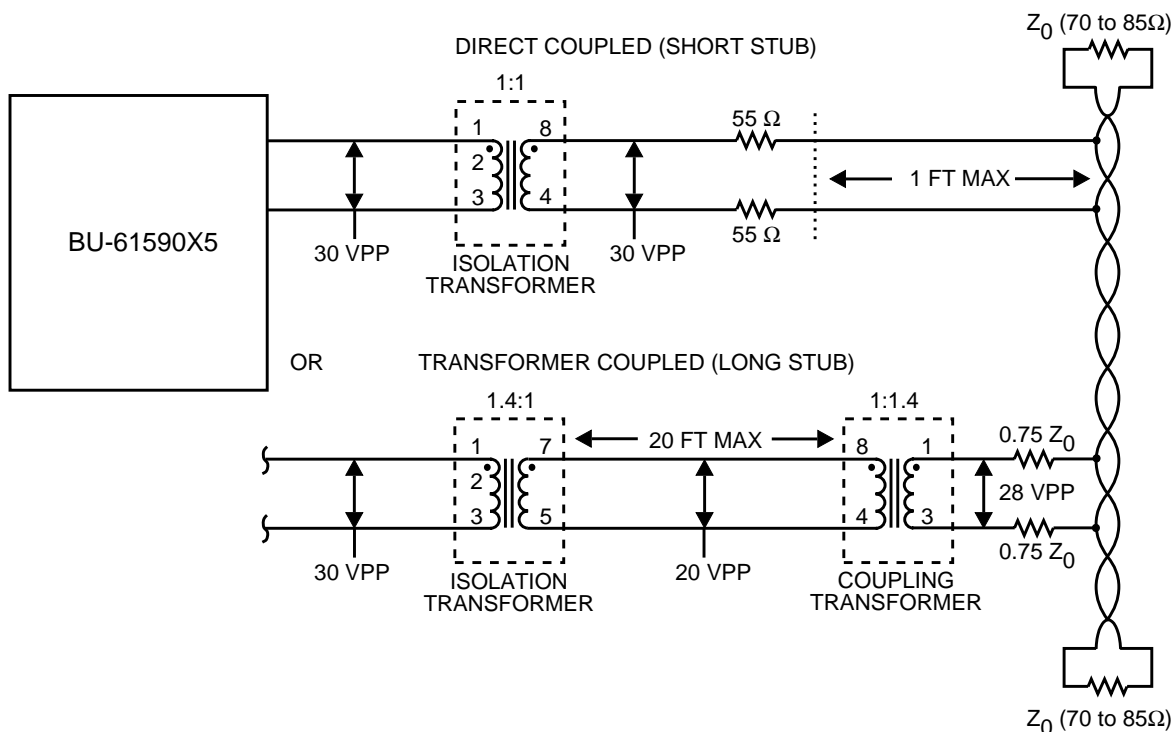 Z0 (70 to 85Ω)
DIRECT COUPLED (SHORT STUB)
1:1
55 Ω
1
8
2
1 FT MAX
3
4
55 Ω
BU-61590X5
30 VPP
30 VPP
ISOLATION
TRANSFORMER
OR
TRANSFORMER COUPLED (LONG STUB)
1.4:1
1:1.4
20 FT MAX
0.75 Z0
1
7
8
1
2
28 VPP
3
5
4
3
0.75 Z0
30 VPP
20 VPP
ISOLATION
TRANSFORMER
COUPLING
TRANSFORMER
Z0 (70 to 85Ω)